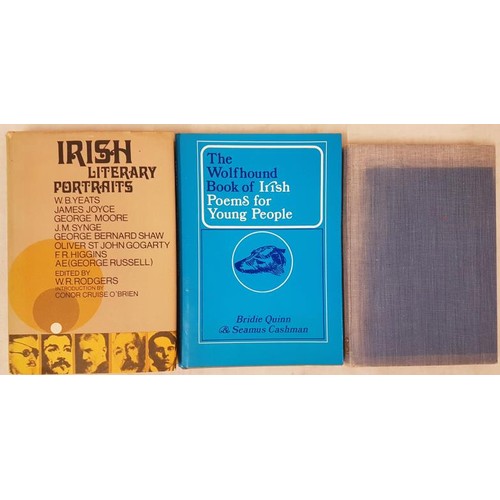 IRISH
LITERARY
PORTRAITS
W.B.YEATS
JAMES JOYCE
GEORGE MOORE
J.M.SYNGE
GEORGE BERNARD SHAW
OLIVER ST JOHN GOGARTY
F.R.HIGGINS
AE(GEORGE RUSSELL)
EDITED BY
W.R.RODGERS
INTRODUCTION BY
CONOR CRUISE O'BRIEN
The
Wolfhound
Book of Irish
Poems for
Young People
Bridie Quinn
& Seamus Cashman